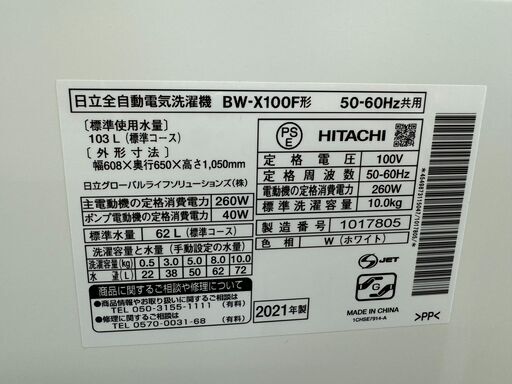 日立全自動電気洗濯機 BW-X100F形 50-60Hz共用
〔標準使用水量〕
103 L (標準コース)
〔外形寸法〕
幅608×奥行650×高さ1,050mm
日立グローバルライフソリューションズ(株)
主電動機の定格消費電力 260W
ポンプ電動機の定格消費電力 40W
標準水量 62 L (標準コース)
洗濯容量と水量 (手動設定の水量)
洗濯容量(kg) 0.5 3.0 5.0 8.0 10.0
水量(L) 22 38 50 62 72
商品に関するご相談や修理について
●商品情報やお取り扱いに関するご相談
TEL 050-3155-1111 (有料)
●修理に関するご相談
TEL 0570-0031-68 (有料)
PS
E
HITACHI
定格電圧 100V
定格周波数 50-60Hz
電動機の定格消費電力 260W
標準洗濯容量 10.0kg
製造番号 1017805
色相 W (ホワイト)
2021年製
S JET
G
MADE IN CHINA
1CHSE7914-A
>PP<